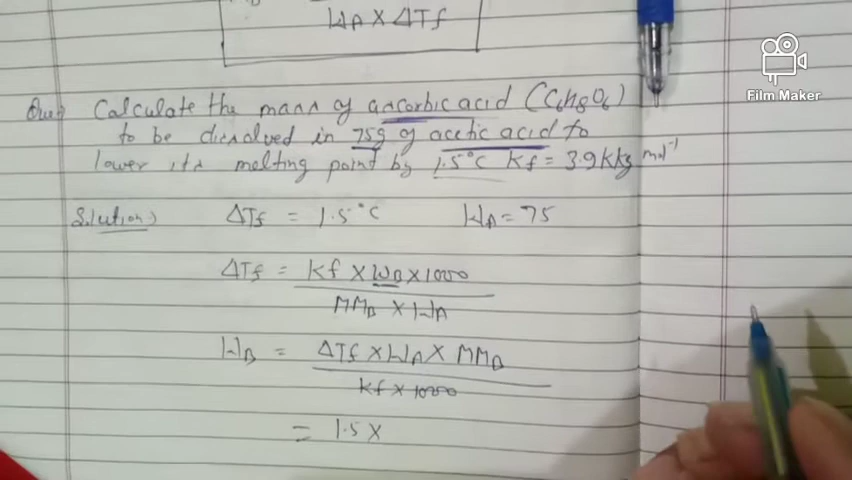 WA X ΔTf
Film Maker
Que) Calculate the mass of ascorbic acid (C6H8O6)
to be dissolved in 75g of acetic acid to
lower its melting point by 1.5°C Kf = 3.9 K kg mol⁻¹
Solution) ΔTf = 1.5°C WA = 75
ΔTf = Kf X WB X 1000
MMB X WA
WB = ΔTf X WA X MMB
Kf X 1000
= 1.5 X